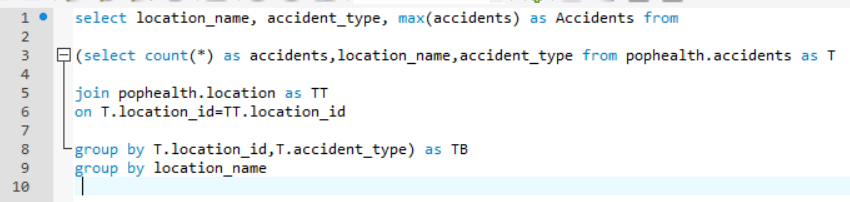 1 select location_name, accident_type, max(accidents) as Accidents from
2
3 (select count(*) as accidents,location_name,accident_type from pophealth.accidents as T
4
5 join pophealth.location as TT
6 on T.location_id=TT.location_id
7
8 group by T.location_id,T.accident_type) as TB
9 group by location_name
10